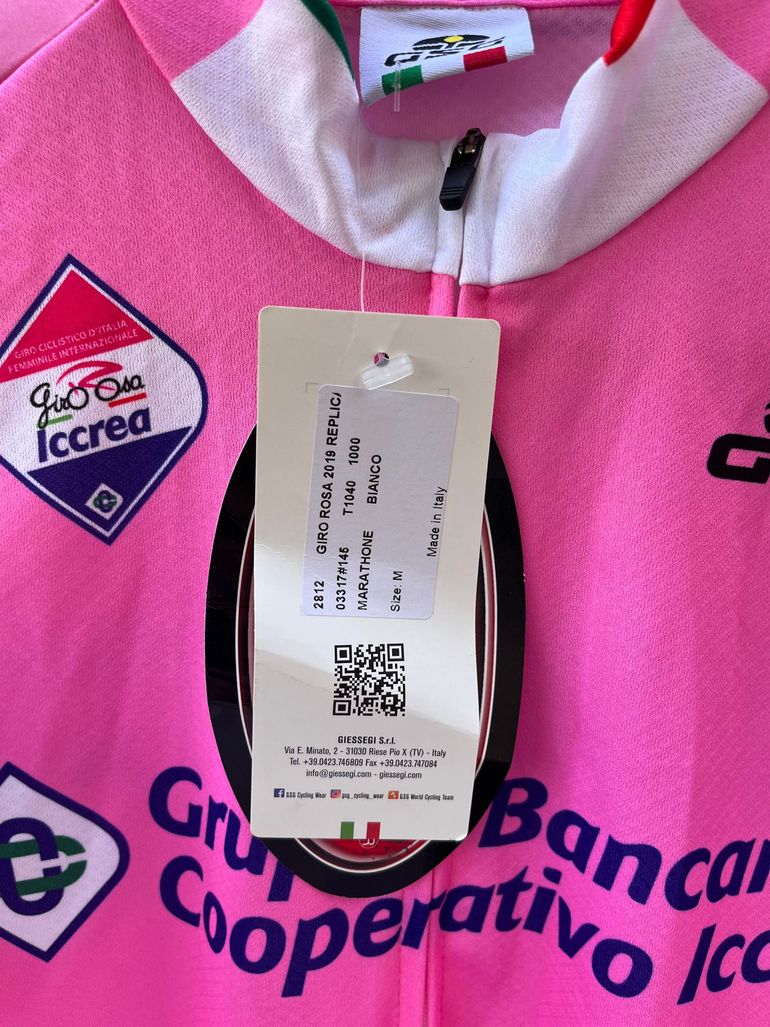 GSG
GIRO CICLISTICO D'ITALIA
FEMMINILE INTERNAZIONALE
Giro Rosa
Iccrea
2812 GIRO ROSA 2019 REPLICA
03317#145 T1040 1000
MARATHONE BIANCO
Size: M Made in Italy
GIESSEGI S.r.l.
Via E. Minato, 2 - 31030 Riese Pio X (TV) - Italy
Tel. +39.0423.746809 Fax +39.0423.747084
info@giessegi.com - giessegi.com
GSG Cycling Wear gsg_cycling_wear GSG World Cycling Team
Grup Bancar
Cooperativo Icc